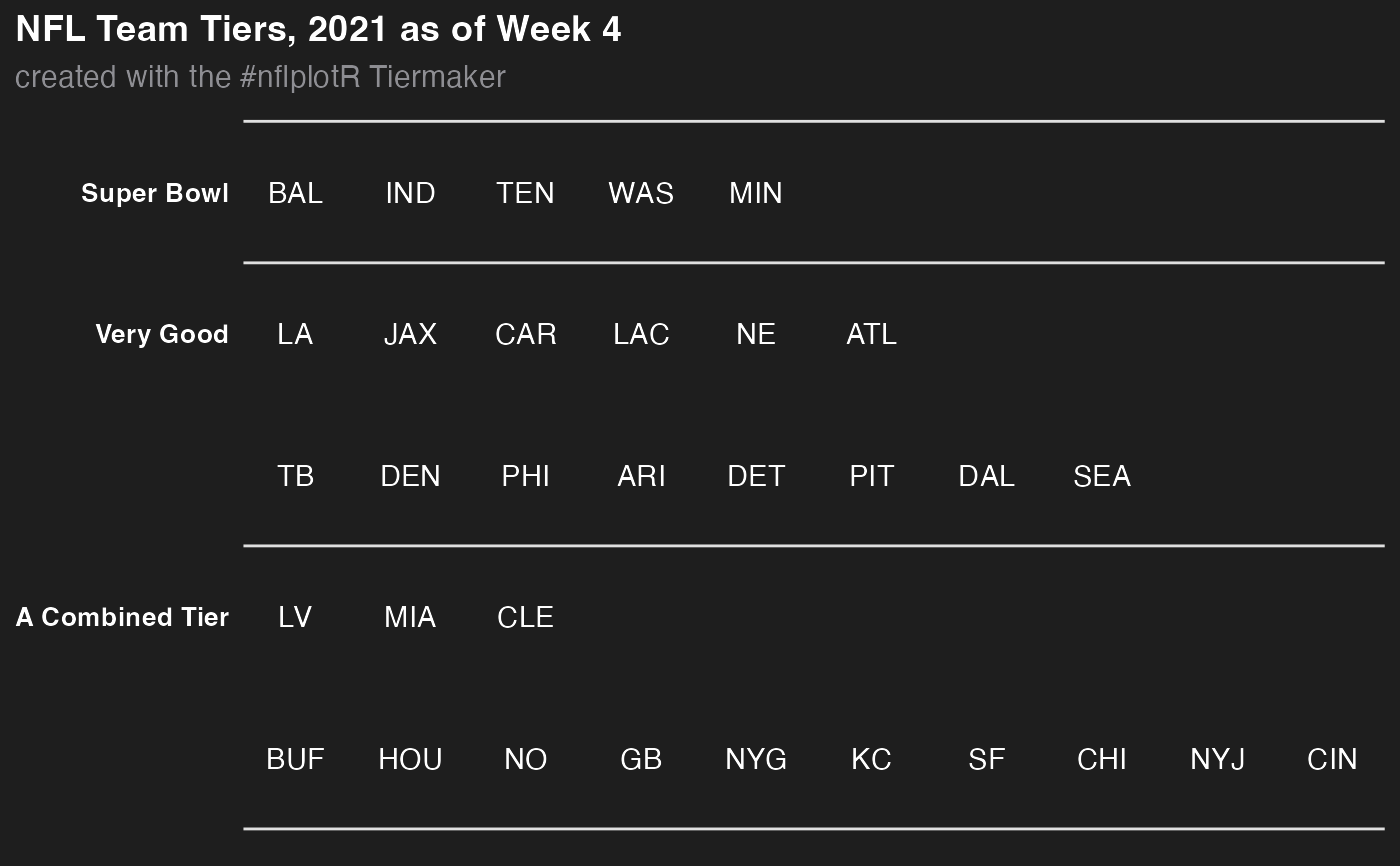 NFL Team Tiers, 2021 as of Week 4
created with the #nflplotR Tiermaker
Super Bowl BAL IND TEN WAS MIN
Very Good LA JAX CAR LAC NE ATL
TB DEN PHI ARI DET PIT DAL SEA
A Combined Tier LV MIA CLE
BUF HOU NO GB NYG KC SF CHI NYJ CIN